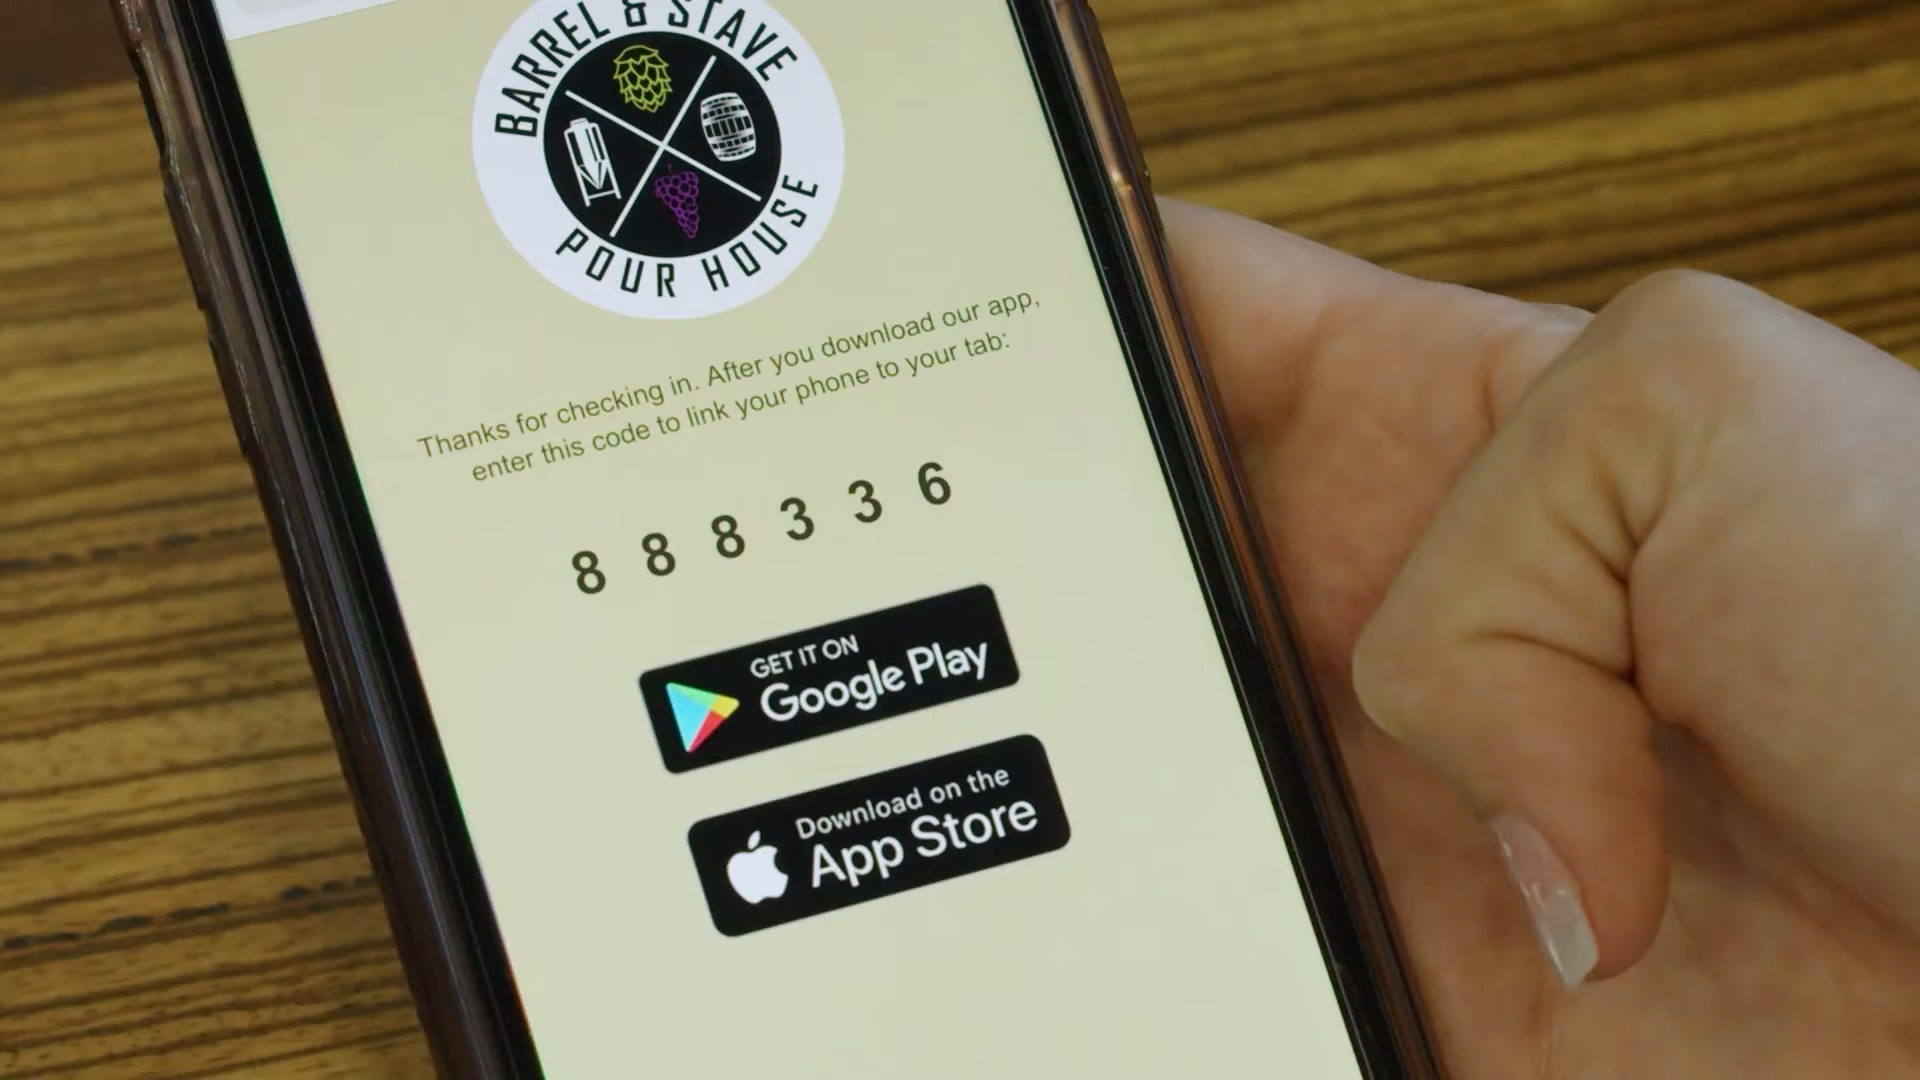 BARREL & STAVE
POUR HOUSE
Thanks for checking in. After you download our app,
enter this code to link your phone to your tab:
8 8 8 3 3 6
GET IT ON
Google Play
Download on the
App Store